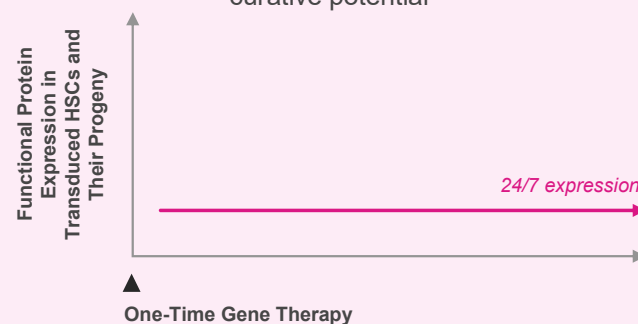 curative potential
Functional Protein
Expression in
Transduced HSCs and
Their Progeny
24/7 expression
One-Time Gene Therapy